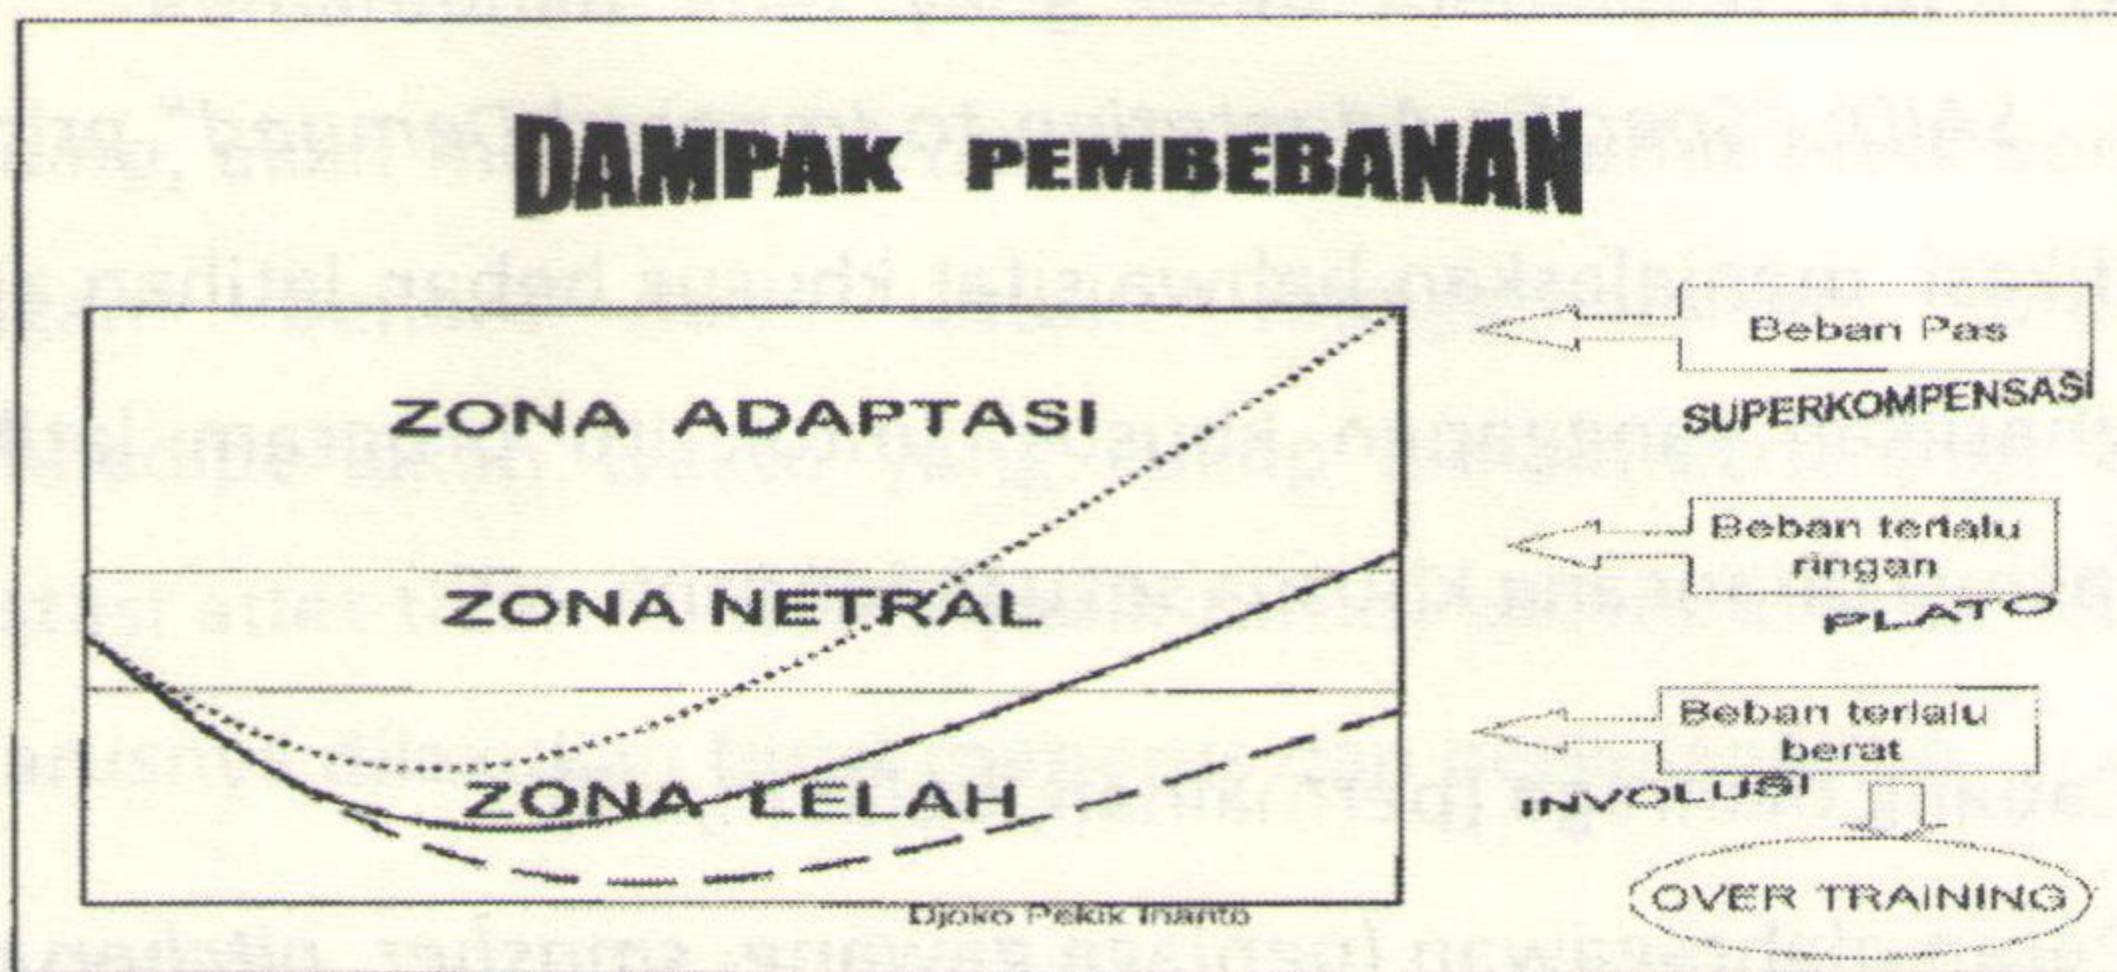 DAMPAK PEMBEBANAN
Beban Pas
SUPERKOMPENSASI
ZONA ADAPTASI
Beban terlalu
ringan
PLATO
ZONA NETRAL
Beban terlalu
berat
INVOLUSI
ZONA LELAH
OVER TRAINING
Djoko Pekik Irianto